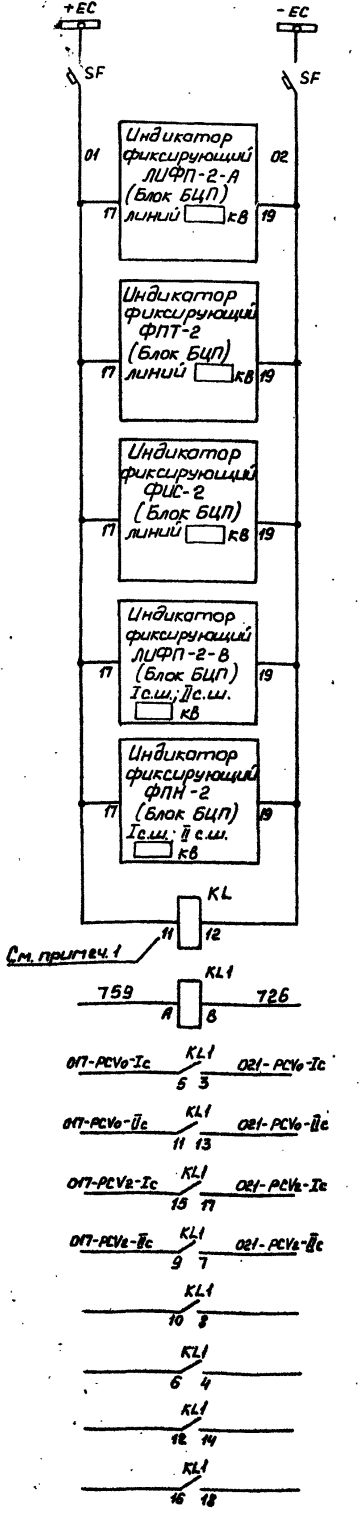 +EC - EC
SF SF
01 02
Индикатор
фиксирующий
ЛИФП-2-А
(Блок БЦП)
17 линий кв 19
Индикатор
фиксирующий
ФПТ-2
(Блок БЦП)
17 линий кв 19
Индикатор
фиксирующий
ФИС-2
(Блок БЦП)
17 линий кв 19
Индикатор
фиксирующий
ЛИФП-2-В
(Блок БЦП)
17 Iс.ш.; IIс.ш. 19
кв
Индикатор
фиксирующий
ФПН-2
(Блок БЦП)
17 Iс.ш.; II с.ш. 19
кв
KL
11 12
См. примеч. 1
KL1
759 726
A B
017-PCV0-Ic KL1 021-PCV0-Ic
5 3
017-PCV0-IIc KL1 021-PCV0-IIc
11 13
017-PCV2-Ic KL1 021-PCV2-Ic
15 17
017-PCV2-IIc KL1 021-PCV2-IIc
9 7
KL1
10 8
KL1
6 4
KL1
12 14
KL1
16 18